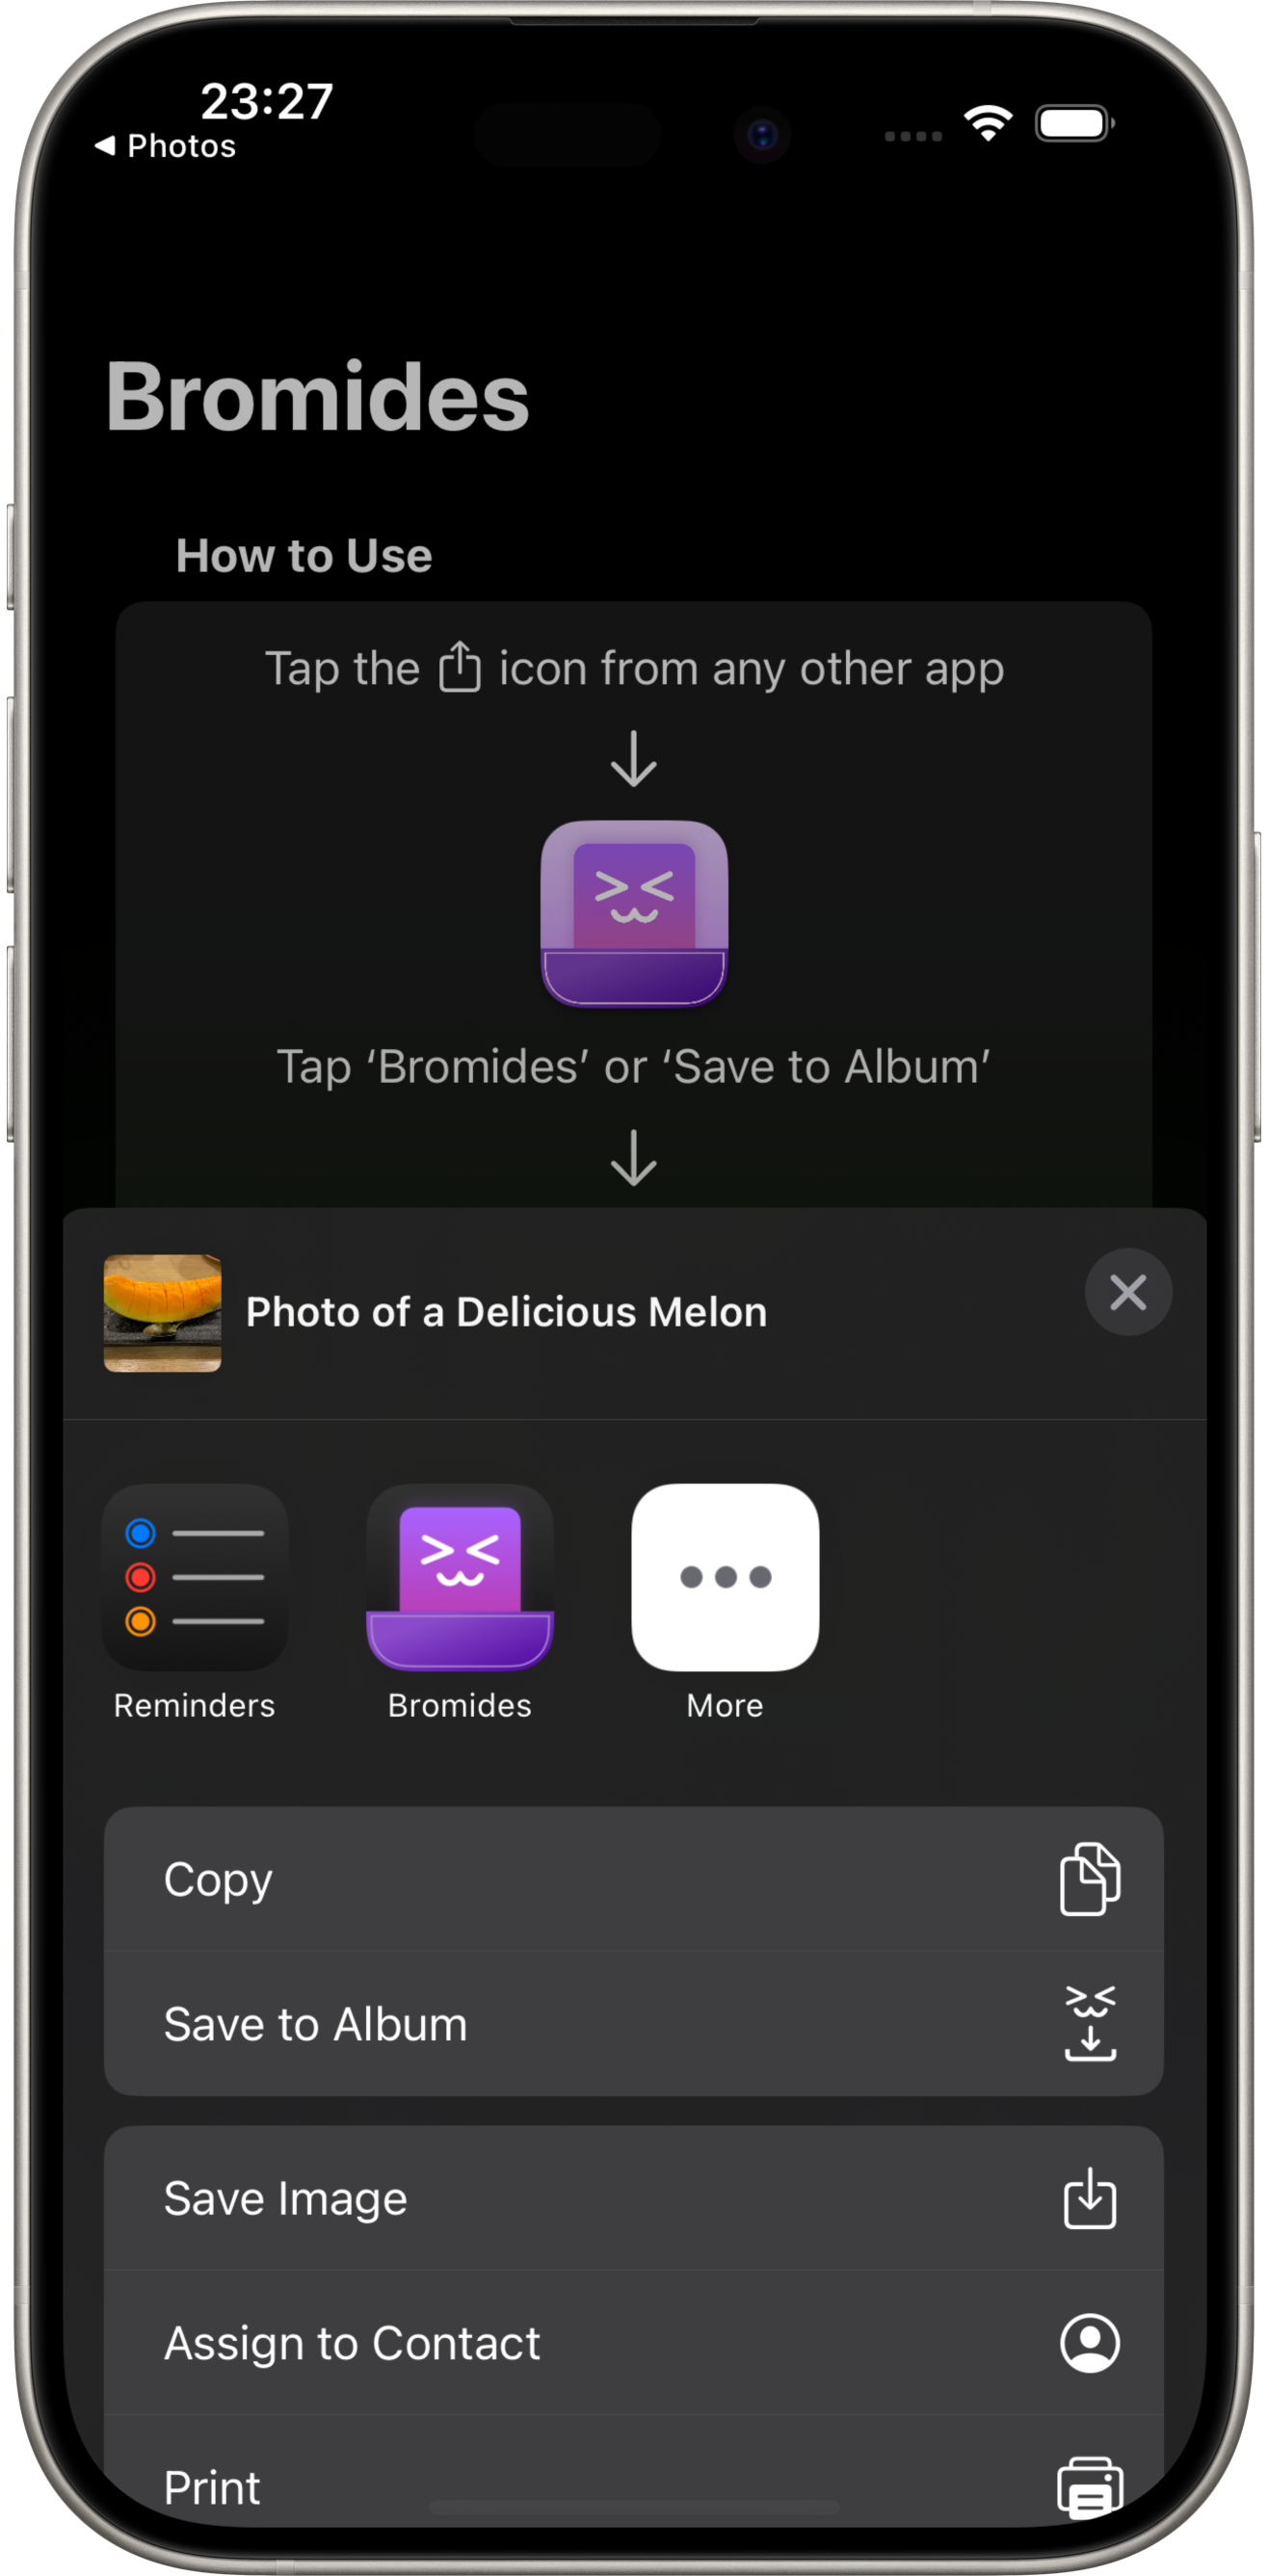 23:27
Photos
Bromides
How to Use
Tap the icon from any other app
Tap ‘Bromides’ or ‘Save to Album’
Photo of a Delicious Melon
Reminders
Bromides
More
Copy
Save to Album
Save Image
Assign to Contact
Print